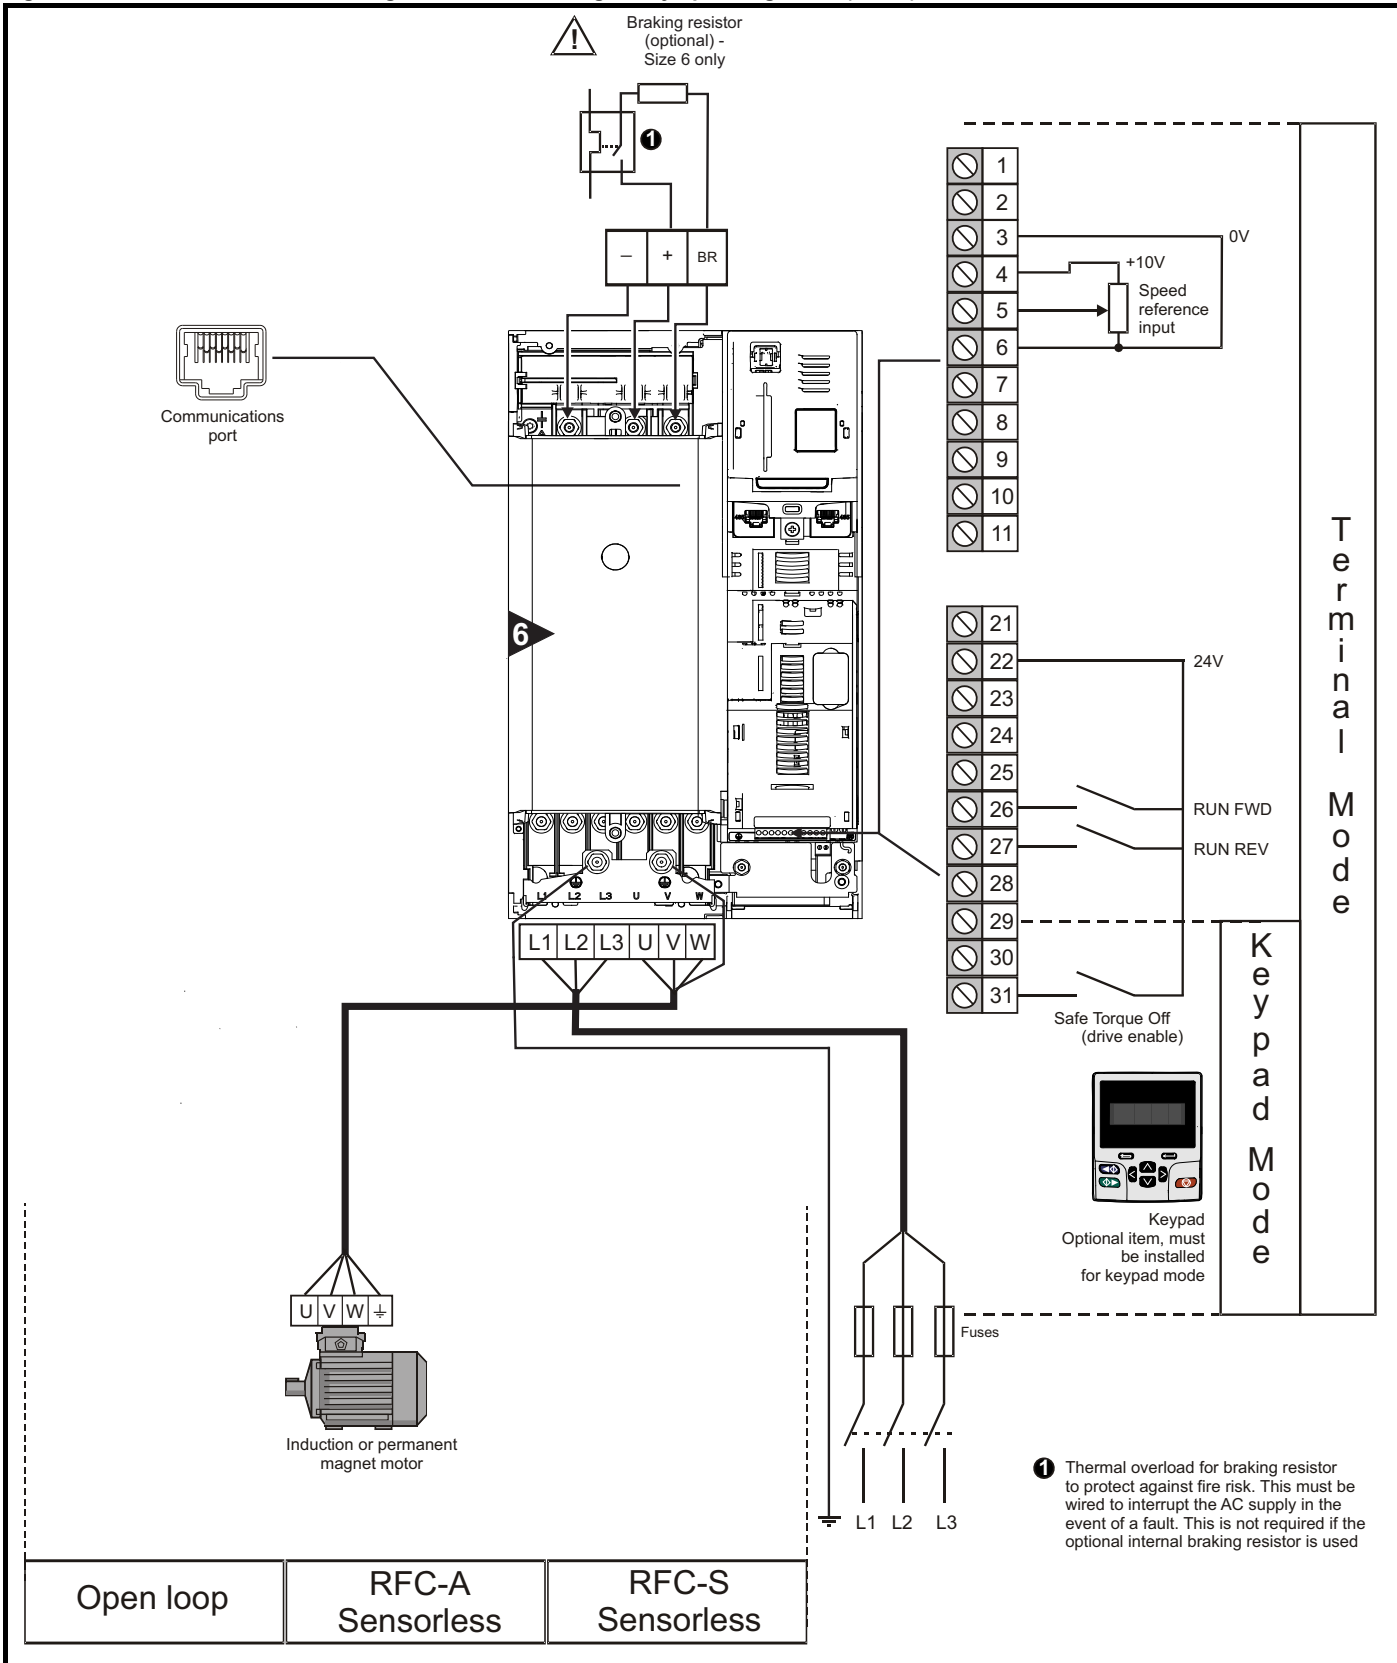 Braking resistor
(optional) -
Size 6 only
1
– + BR
Communications
port
6
L1 L2 L3 U V W
L1 L2 L3 U V W
1
2
3
4
5
6
7
8
9
10
11
0V
+10V
Speed
reference
input
21
22
23
24
25
26
27
28
29
30
31
24V
RUN FWD
RUN REV
Safe Torque Off
(drive enable)
Terminal Mode
Keypad Mode
Keypad
Optional item, must
be installed
for keypad mode
Fuses
L1 L2 L3
U V W
Induction or permanent
magnet motor
1 Thermal overload for braking resistor
to protect against fire risk. This must be
wired to interrupt the AC supply in the
event of a fault. This is not required if the
optional internal braking resistor is used
Open loop
RFC-A
Sensorless
RFC-S
Sensorless